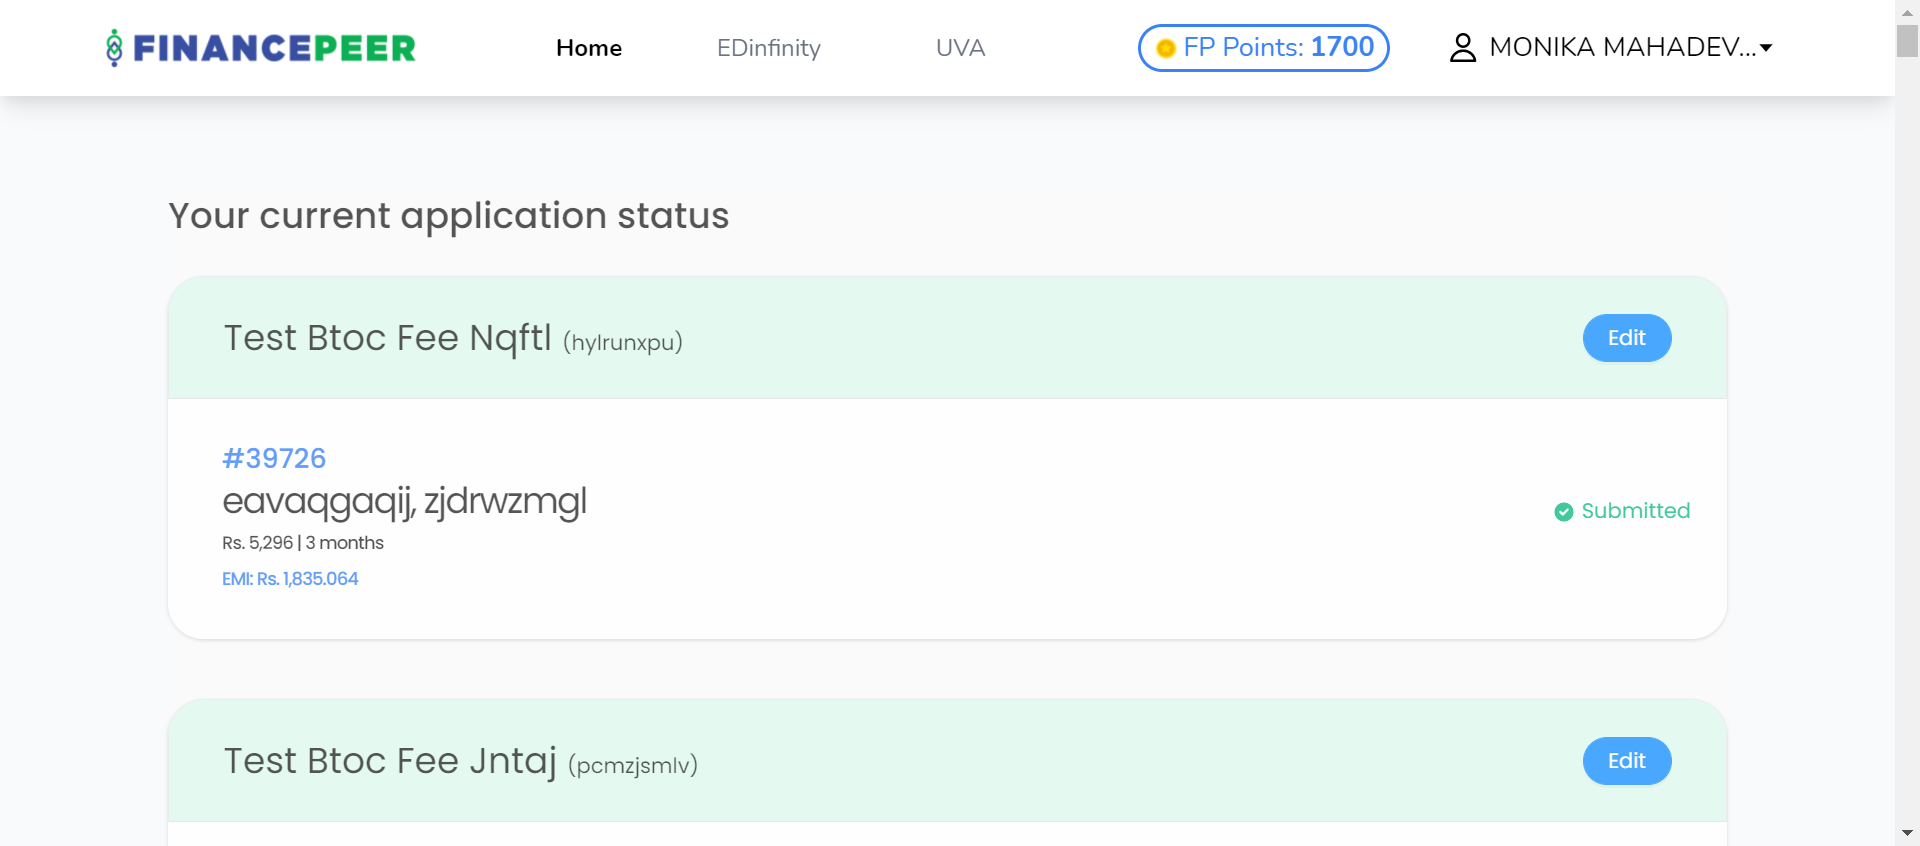 FINANCEPEER
Home
EDinfinity
UVA
FP Points: 1700
MONIKA MAHADEV...
Your current application status
Test Btoc Fee Nqftl (hylrunxpu)
Edit
#39726
eavaqgaqij, zjdrwzmgl
Rs. 5,296 | 3 months
EMI: Rs. 1,835.064
Submitted
Test Btoc Fee Jntaj (pcmzjsmlv)
Edit